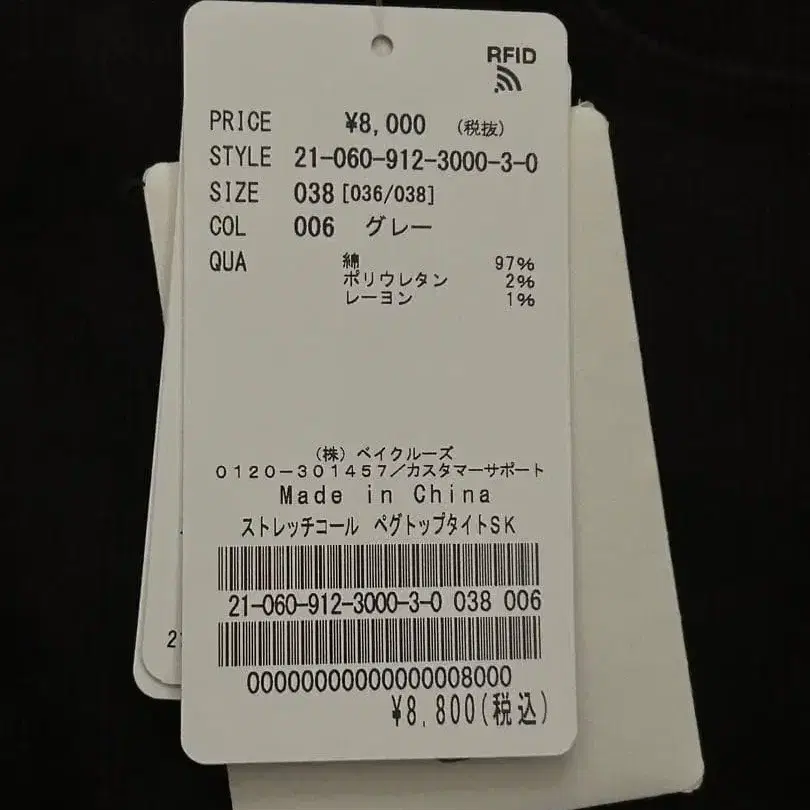 RFID
PRICE ¥8,000 (税抜)
STYLE 21-060-912-3000-3-0
SIZE 038 [036/038]
COL 006 グレー
QUA 綿 97%
ポリウレタン 2%
レーヨン 1%
(株)ベイクルーズ
0120-301457/カスタマーサポート
Made in China
ストレッチコール ペグトップタイトSK
21-060-912-3000-3-0 038 006
00000000000000008000
¥8,800(税込)
2